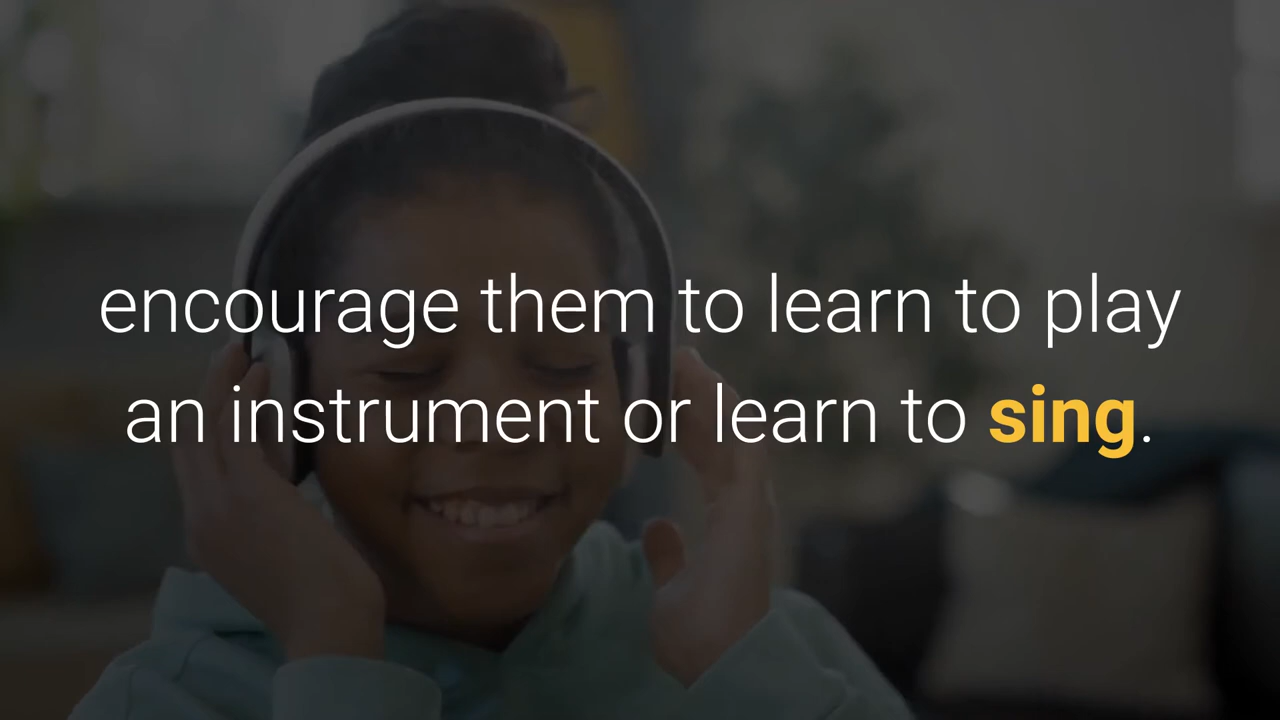 encourage them to learn to play
an instrument or learn to sing.